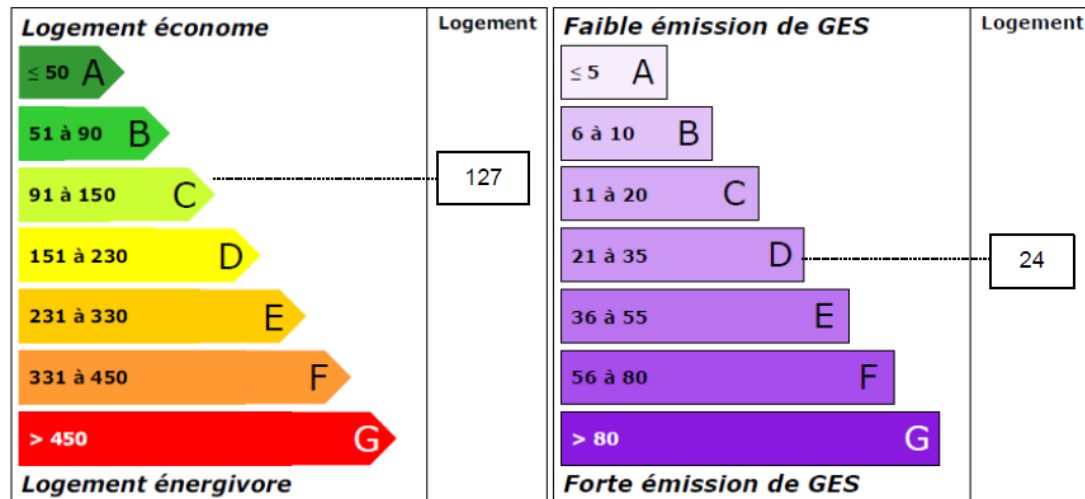 Logement économe
Logement
≤ 50 A
51 à 90 B
91 à 150 C
127
151 à 230 D
231 à 330 E
331 à 450 F
> 450 G
Logement énergivore
Faible émission de GES
Logement
≤ 5 A
6 à 10 B
11 à 20 C
21 à 35 D
24
36 à 55 E
56 à 80 F
> 80 G
Forte émission de GES